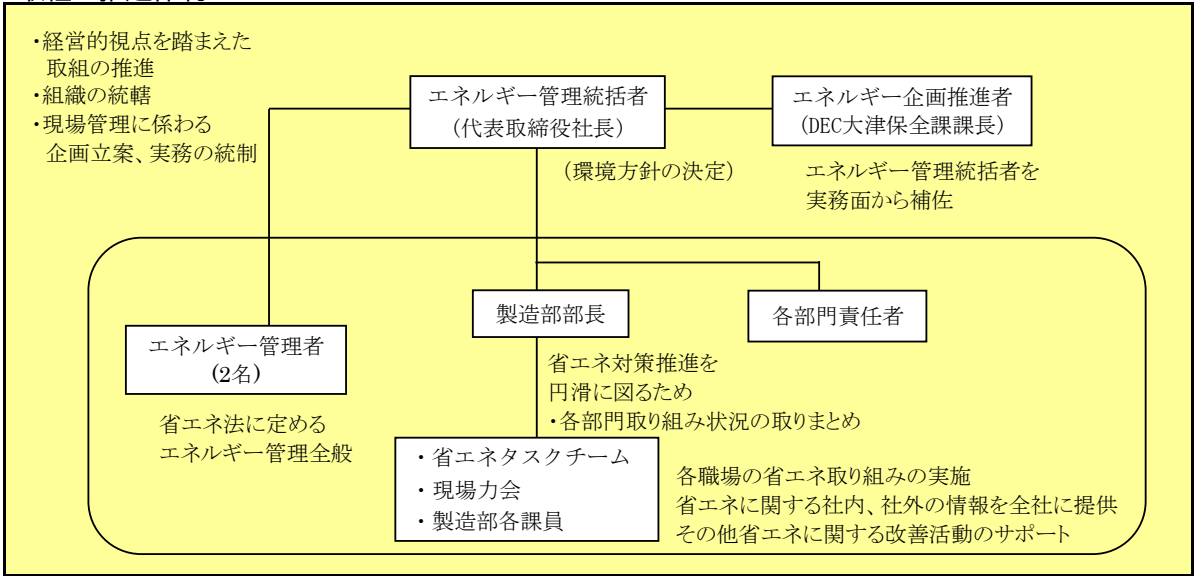 ・経営的視点を踏まえた
取組の推進
・組織の統轄
・現場管理に係わる
企画立案、実務の統制
エネルギー管理統括者
(代表取締役社長)
エネルギー企画推進者
(DEC大津保全課課長)
(環境方針の決定)
エネルギー管理統括者を
実務面から補佐
製造部部長
各部門責任者
エネルギー管理者
(2名)
省エネ法に定める
エネルギー管理全般
省エネ対策推進を
円滑に図るため
・各部門取り組み状況の取りまとめ
・省エネタスクチーム
・現場力会
・製造部各課員
各職場の省エネ取り組みの実施
省エネに関する社内、社外の情報を全社に提供
その他省エネに関する改善活動のサポート